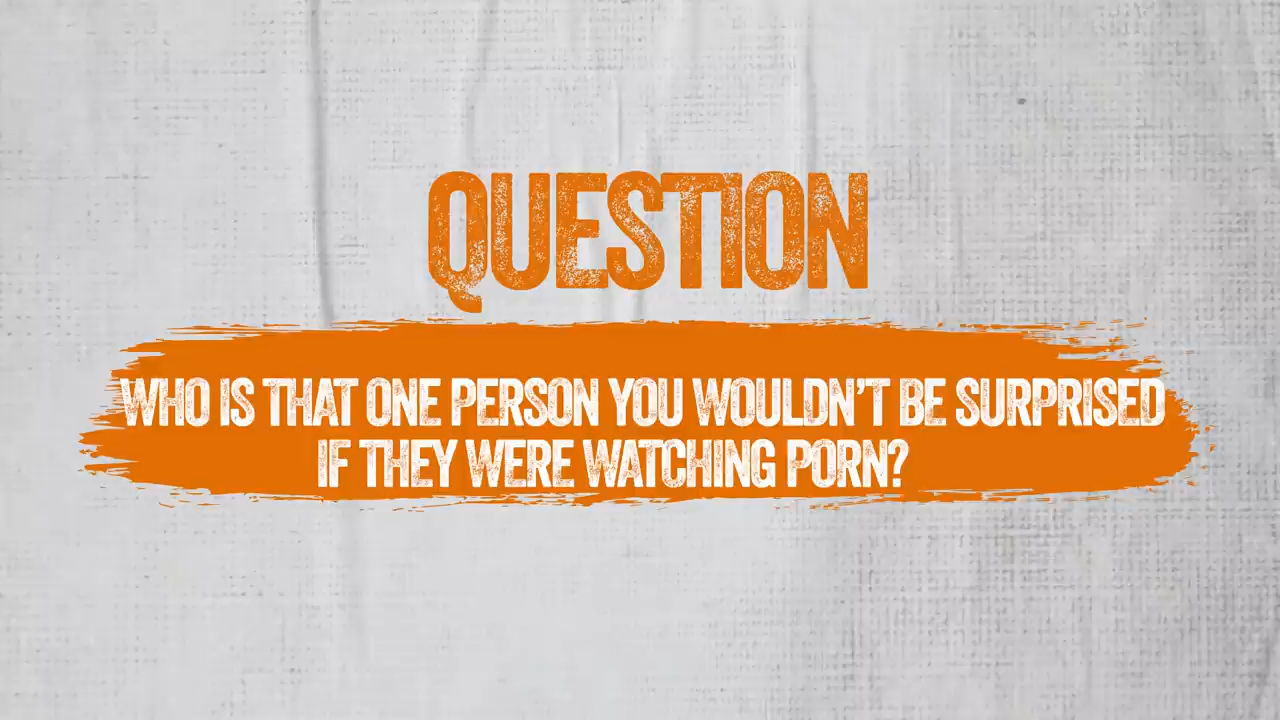 QUESTION
WHO IS THAT ONE PERSON YOU WOULDN'T BE SURPRISED
IF THEY WERE WATCHING PORN?